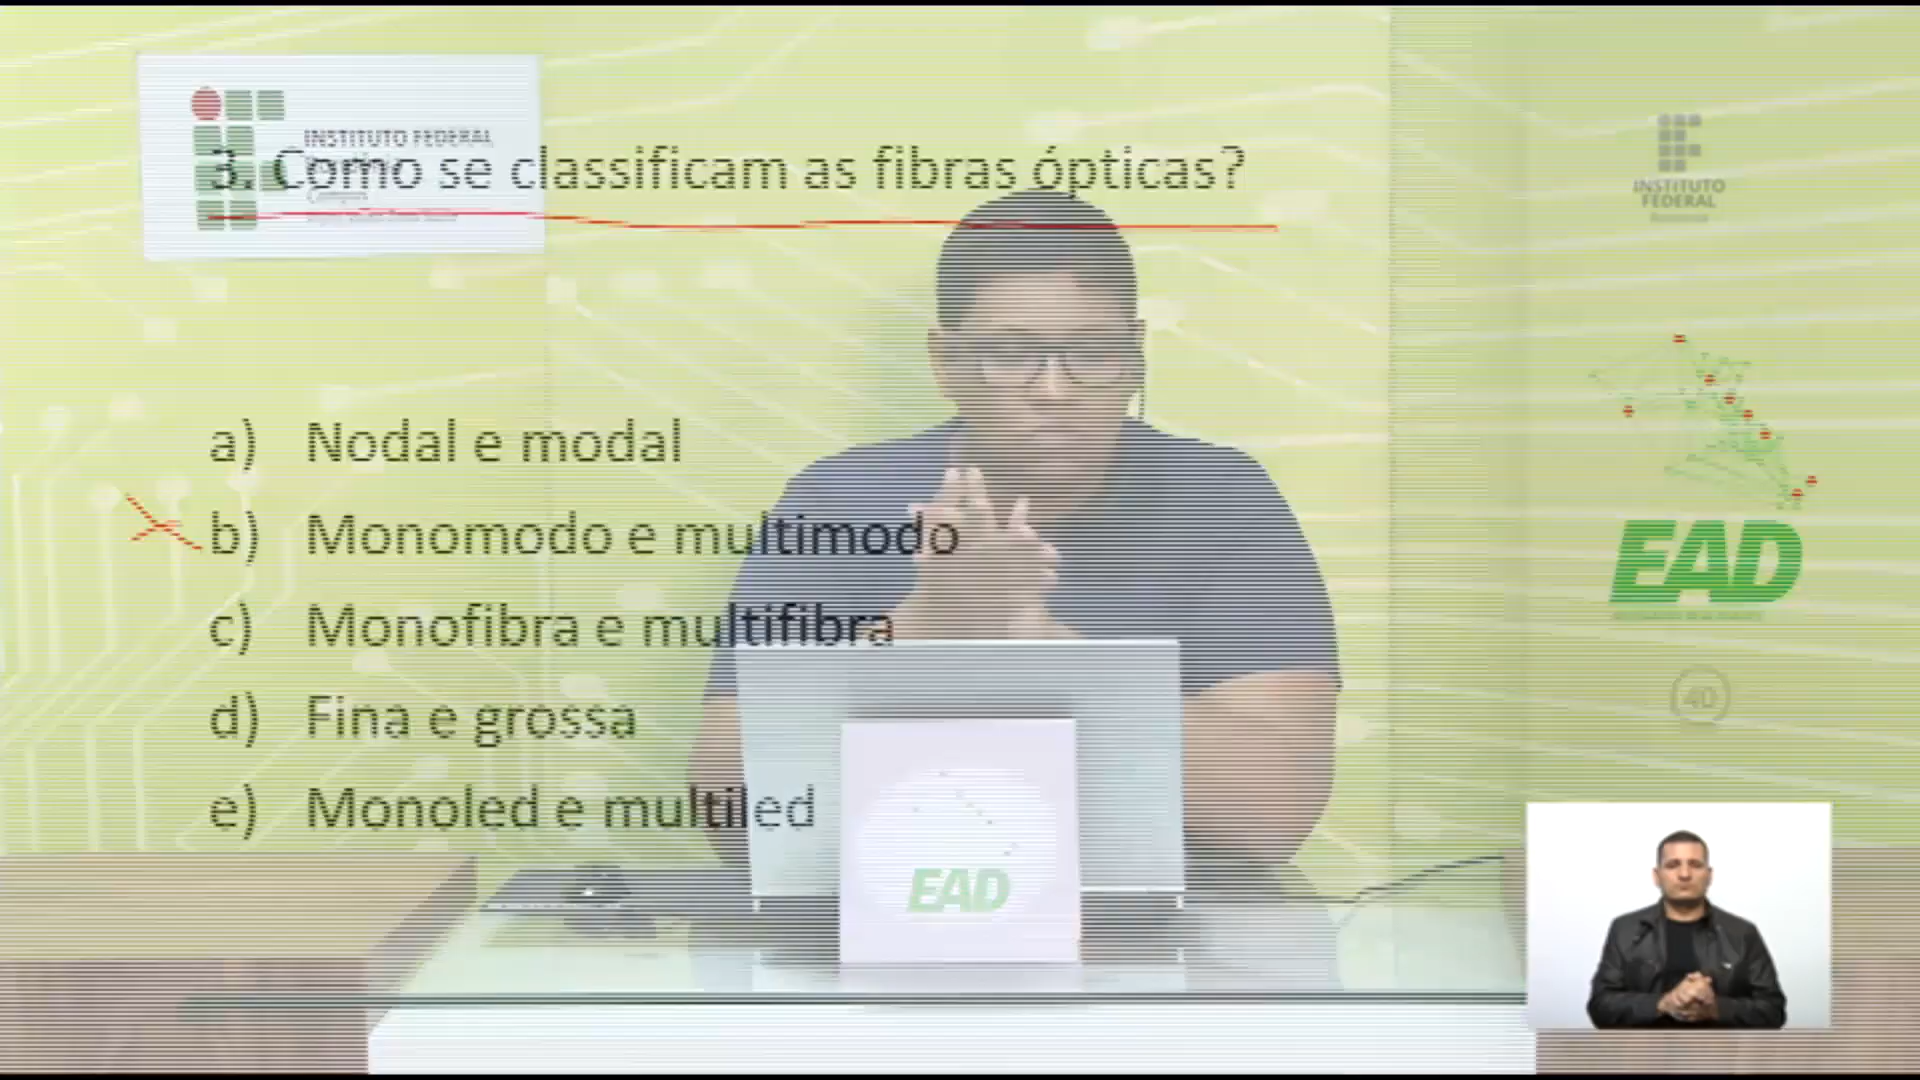 INSTITUTO FEDERAL
3. Como se classificam as fibras ópticas?
a) Nodal e modal
b) Monomodo e multimodo
c) Monofibra e multifibra
d) Fina e grossa
e) Monoled e multiled
EAD
INSTITUTO
FEDERAL
EAD
40